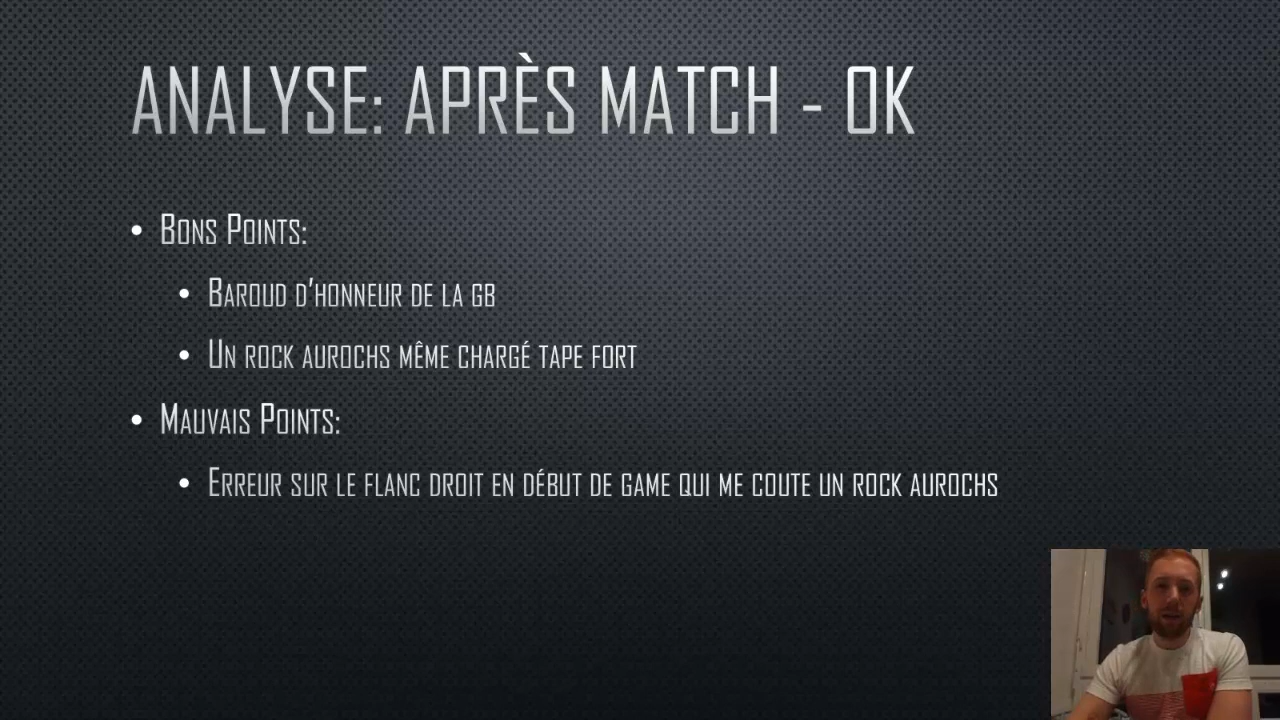 ANALYSE: APRÈS MATCH - OK
• BONS POINTS:
• BAROUD D'HONNEUR DE LA GB
• UN ROCK AUROCHS MÊME CHARGÉ TAPE FORT
• MAUVAIS POINTS:
• ERREUR SUR LE FLANC DROIT EN DÉBUT DE GAME QUI ME COUTE UN ROCK AUROCHS